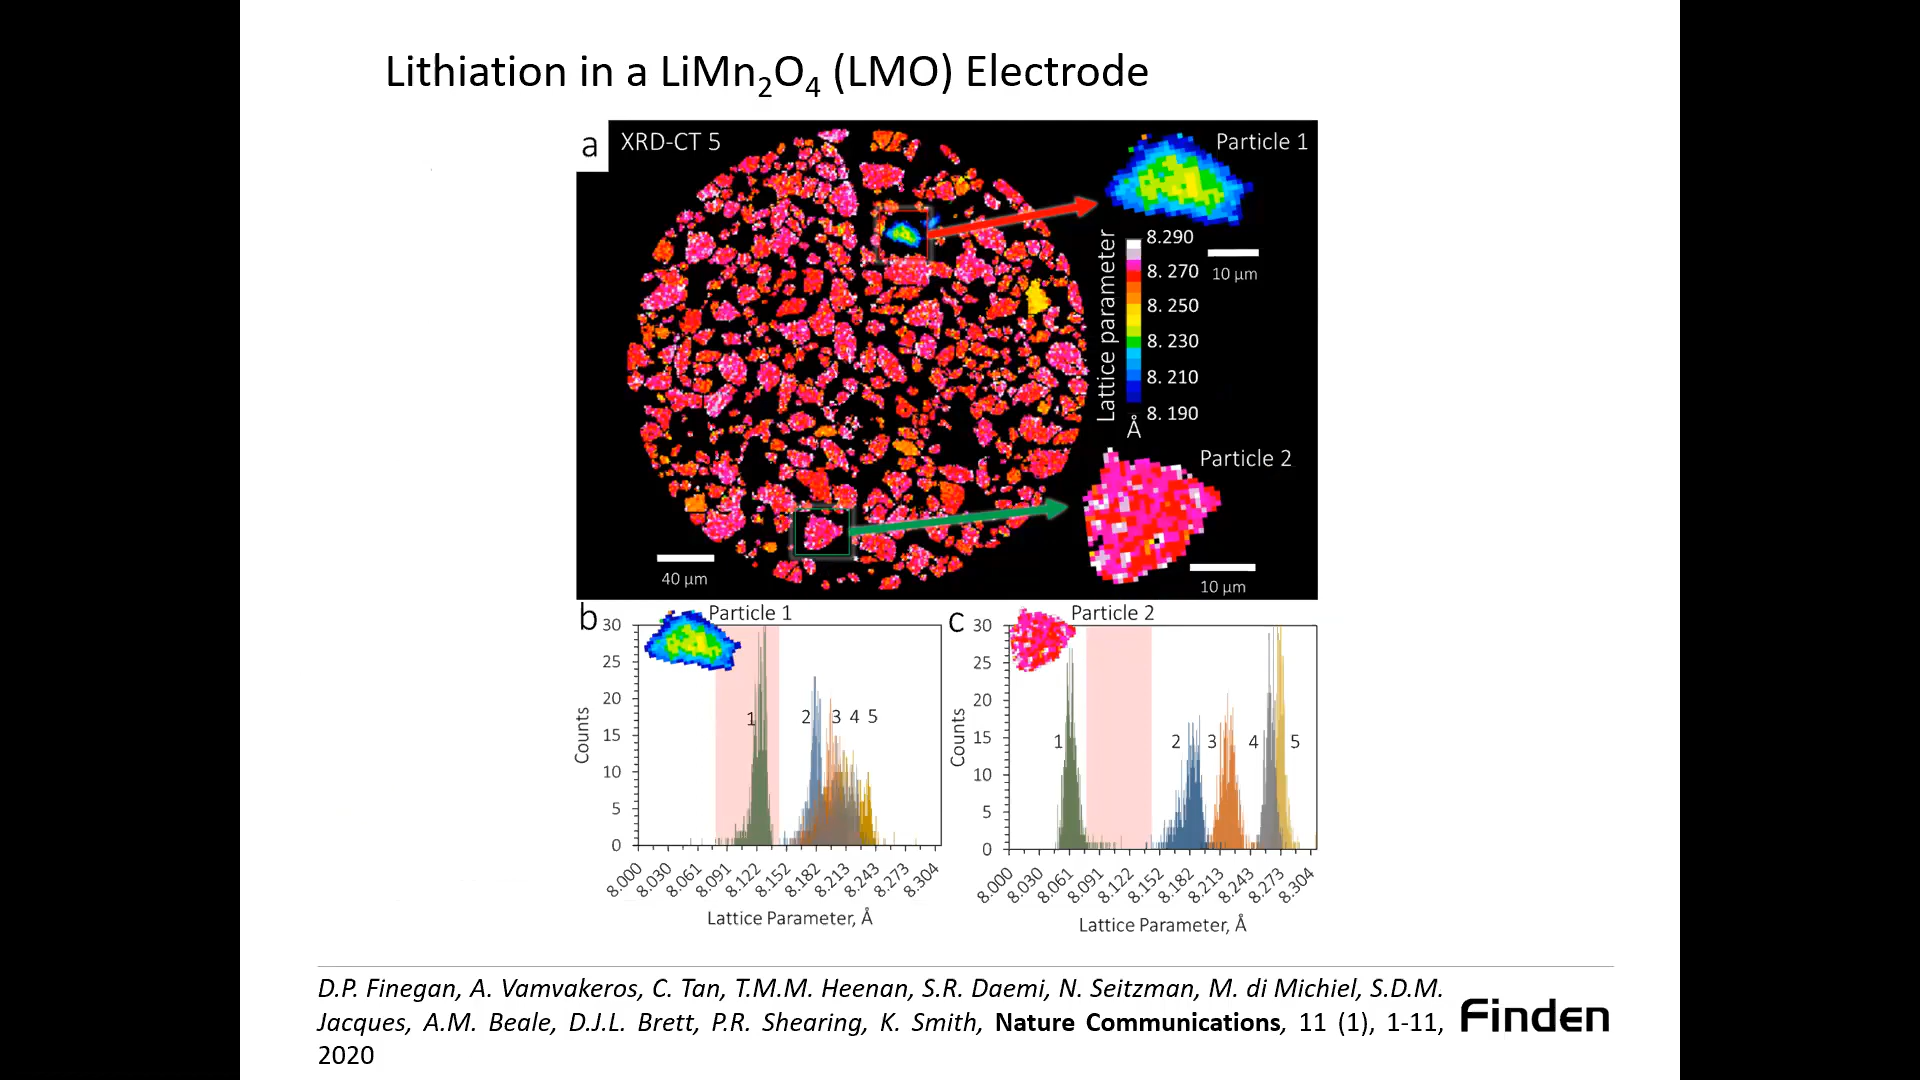 Lithiation in a LiMn₂O₄ (LMO) Electrode
a
XRD-CT 5
Particle 1
10 µm
Lattice parameter
8.290
8. 270
8. 250
8. 230
8. 210
8. 190
Å
Particle 2
10 µm
40 µm
b
Particle 1
30
25
20
15
10
5
0
Counts
1
2
3
4
5
8.000
8.030
8.061
8.091
8.122
8.152
8.182
8.213
8.243
8.273
8.304
Lattice Parameter, Å
c
Particle 2
30
25
20
15
10
5
0
Counts
1
2
3
4
5
8.000
8.030
8.061
8.091
8.122
8.152
8.182
8.213
8.243
8.273
8.304
Lattice Parameter, Å
D.P. Finegan, A. Vamvakeros, C. Tan, T.M.M. Heenan, S.R. Daemi, N. Seitzman, M. di Michiel, S.D.M.
Jacques, A.M. Beale, D.J.L. Brett, P.R. Shearing, K. Smith, Nature Communications, 11 (1), 1-11,
2020
Finden